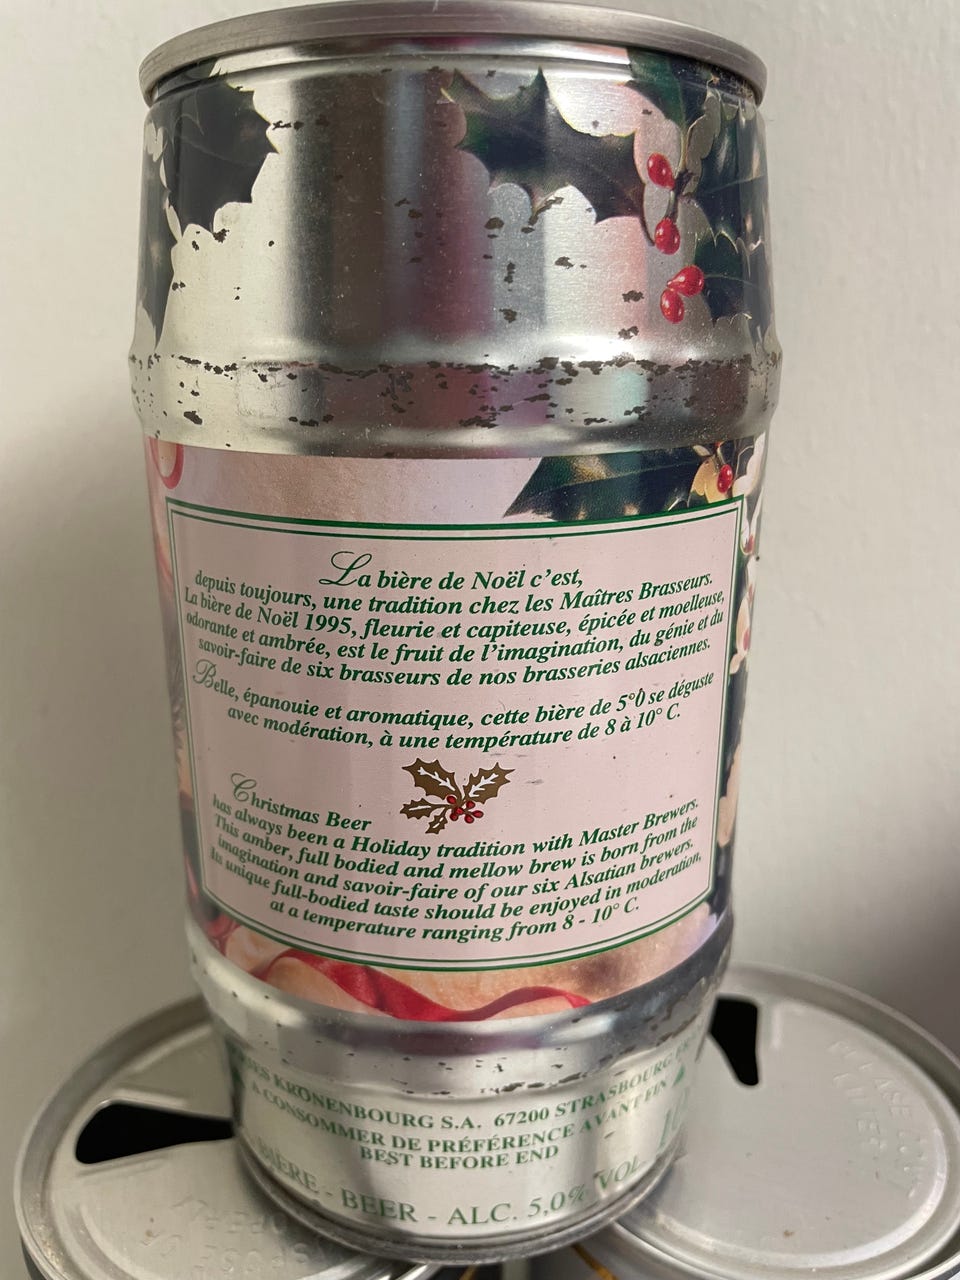 La bière de Noël c'est,
depuis toujours, une tradition chez les Maîtres Brasseurs.
La bière de Noël 1995, fleurie et capiteuse, épicée et moelleuse,
odorante et ambrée, est le fruit de l'imagination, du génie et du
savoir-faire de six brasseurs de nos brasseries alsaciennes.
Belle, épanouie et aromatique, cette bière de 5°0 se déguste
avec modération, à une température de 8 à 10° C.
Christmas Beer
has always been a Holiday tradition with Master Brewers.
This amber, full bodied and mellow brew is born from the
imagination and savoir-faire of our six Alsatian brewers.
Its unique full-bodied taste should be enjoyed in moderation,
at a temperature ranging from 8 - 10° C.
KRONENBOURG S.A. 67200 STRASBOURG
A CONSOMMER DE PRÉFÉRENCE AVANT FIN
BEST BEFORE END
BIÈRE - BEER - ALC. 5,0% VOL